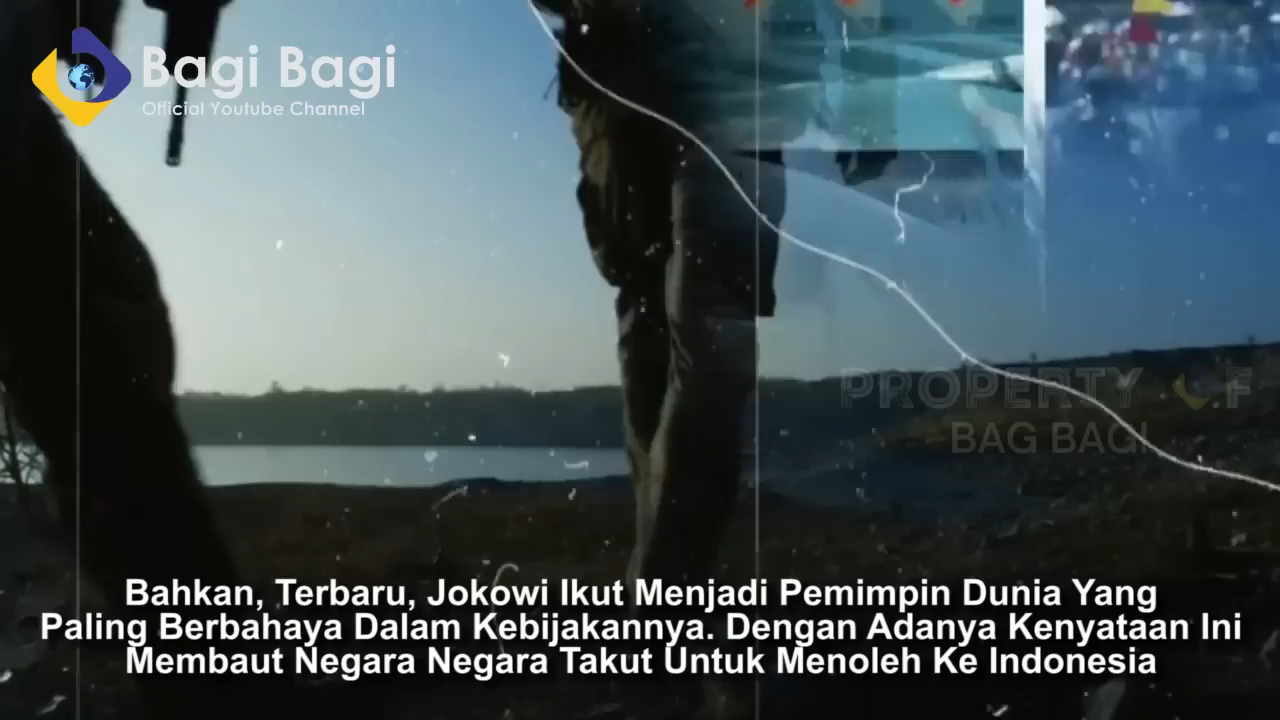 Bagi Bagi
Official Youtube Channel
PROPERTY OF
BAG BAGI
Bahkan, Terbaru, Jokowi Ikut Menjadi Pemimpin Dunia Yang
Paling Berbahaya Dalam Kebijakannya. Dengan Adanya Kenyataan Ini
Membaut Negara Negara Takut Untuk Menoleh Ke Indonesia